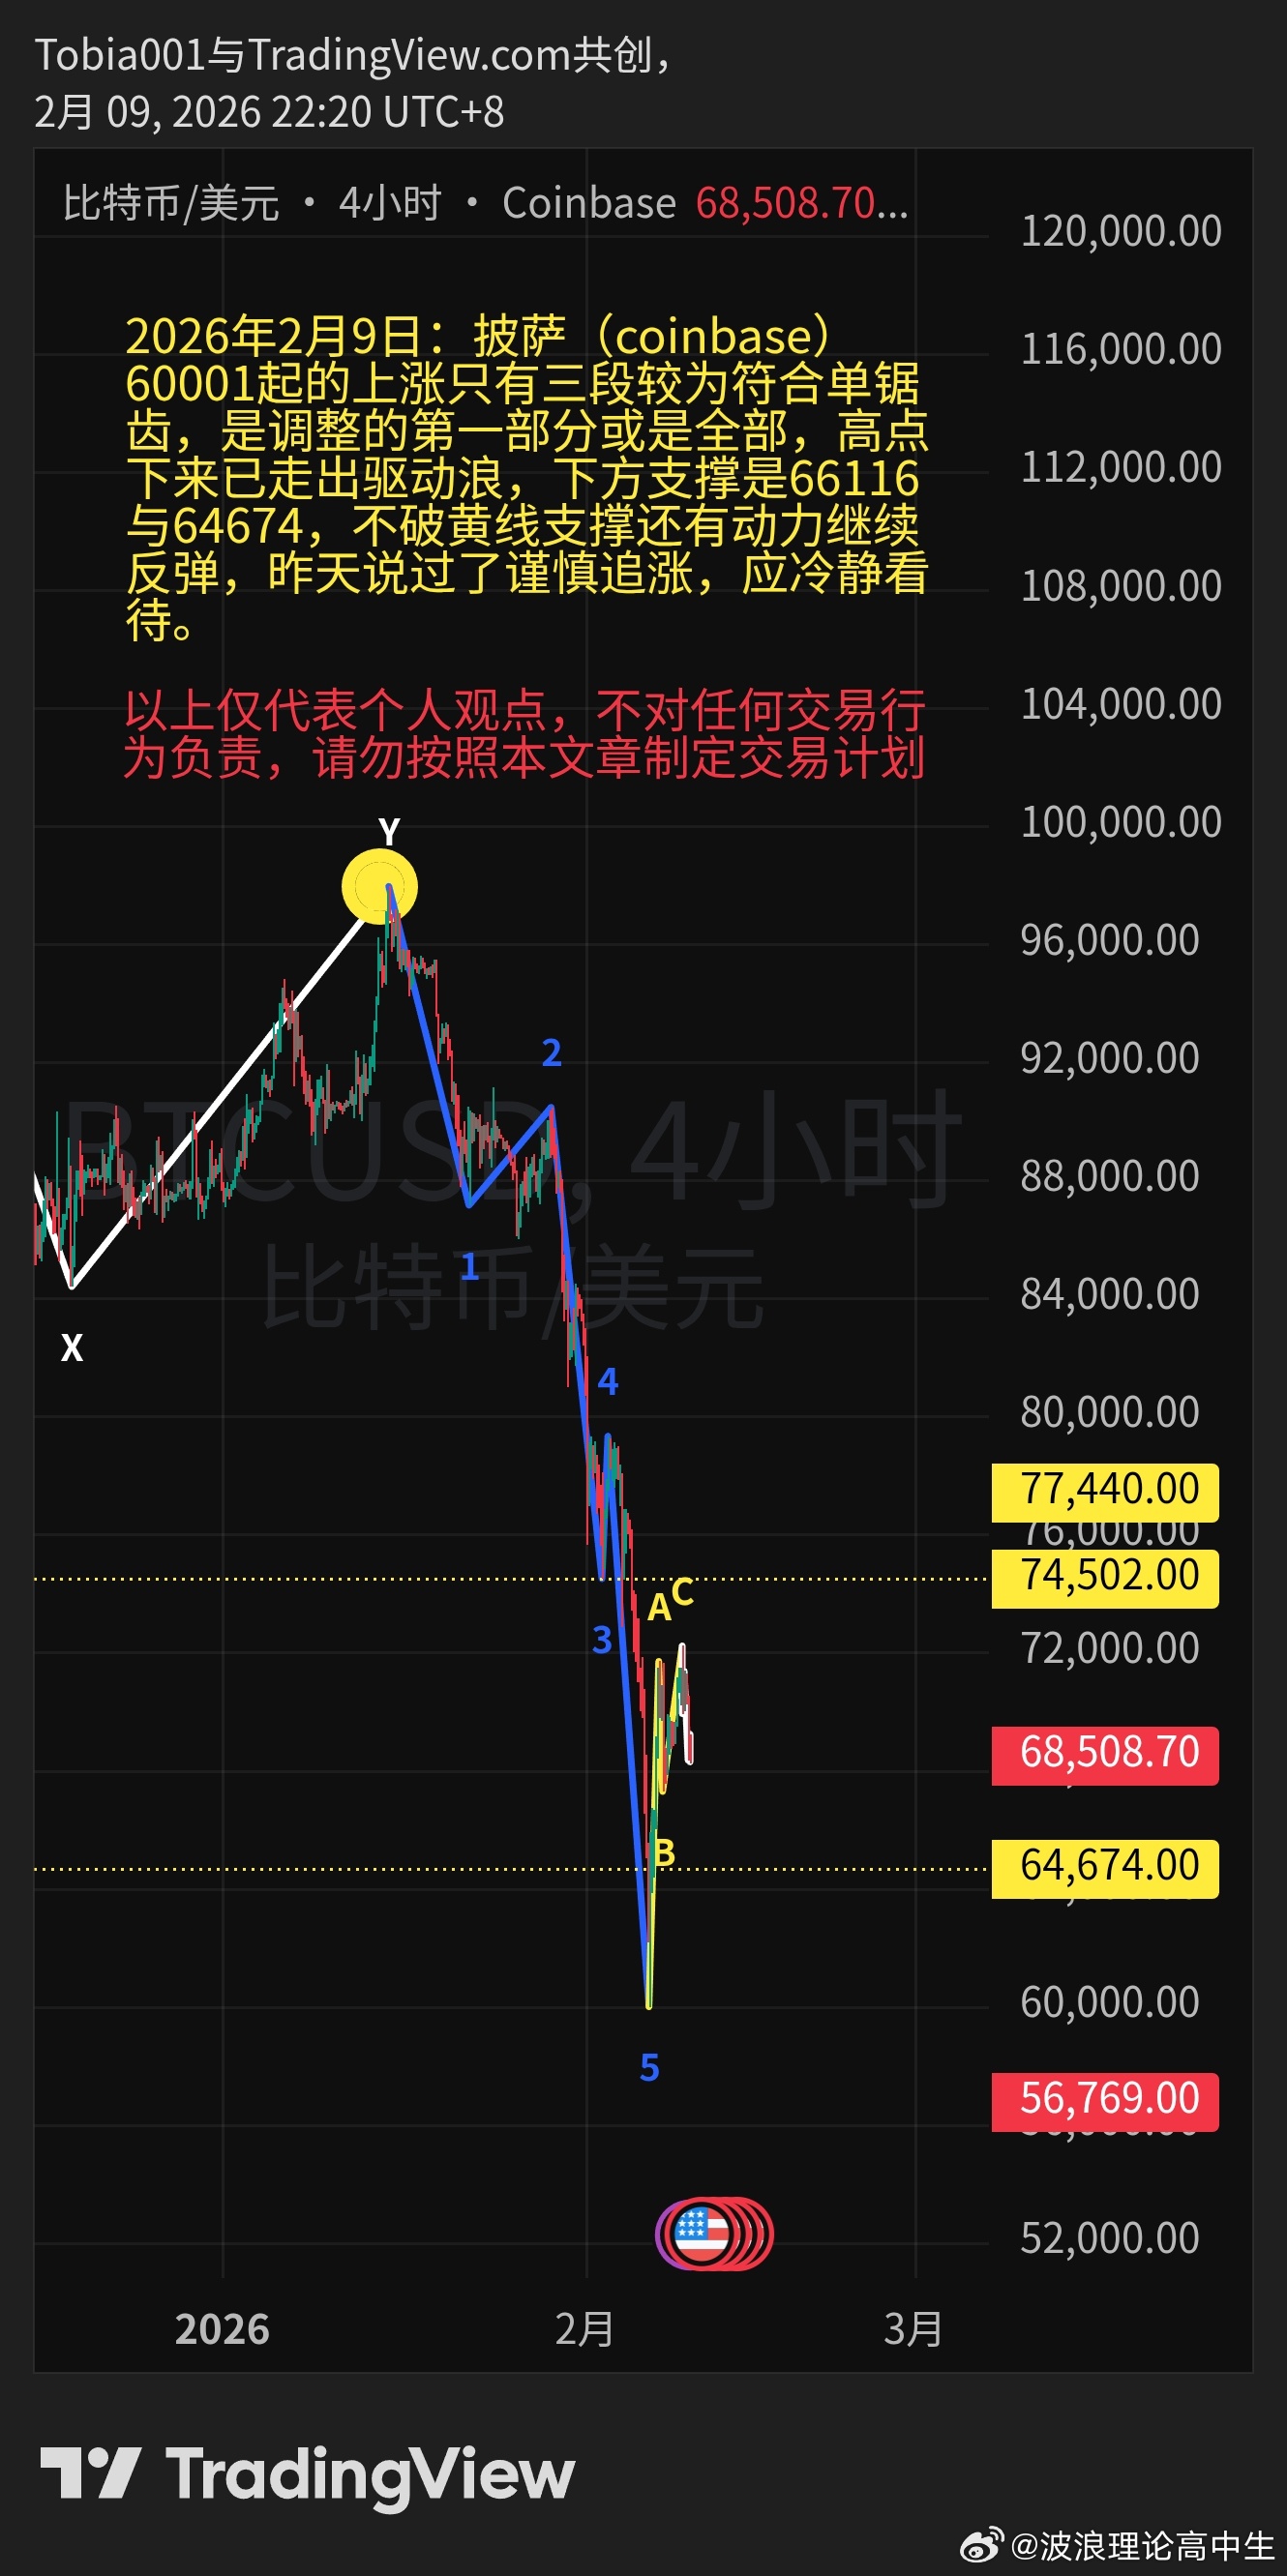 Tobia001与TradingView.com共创，
2月 09, 2026 22:20 UTC+8
比特币/美元 · 4小时 · Coinbase 68,508.70...
120,000.00
2026年2月9日：披萨（coinbase）
60001起的上涨只有三段较为符合单锯
齿，是调整的第一部分或是全部，高点
下来已走出驱动浪，下方支撑是66116
与64674，不破黄线支撑还有动力继续
反弹，昨天说过了谨慎追涨，应冷静看
待。
116,000.00
112,000.00
108,000.00
以上仅代表个人观点，不对任何交易行
为负责，请勿按照本文章制定交易计划
104,000.00
100,000.00
Y
96,000.00
92,000.00
2
BTCUSD, 4小时
88,000.00
比特币/美元
1
84,000.00
X
4
80,000.00
77,440.00
76,000.00
74,502.00
A
C
3
72,000.00
68,508.70
B
64,674.00
60,000.00
5
56,769.00
52,000.00
2026
2月
3月
TradingView
@波浪理论高中生